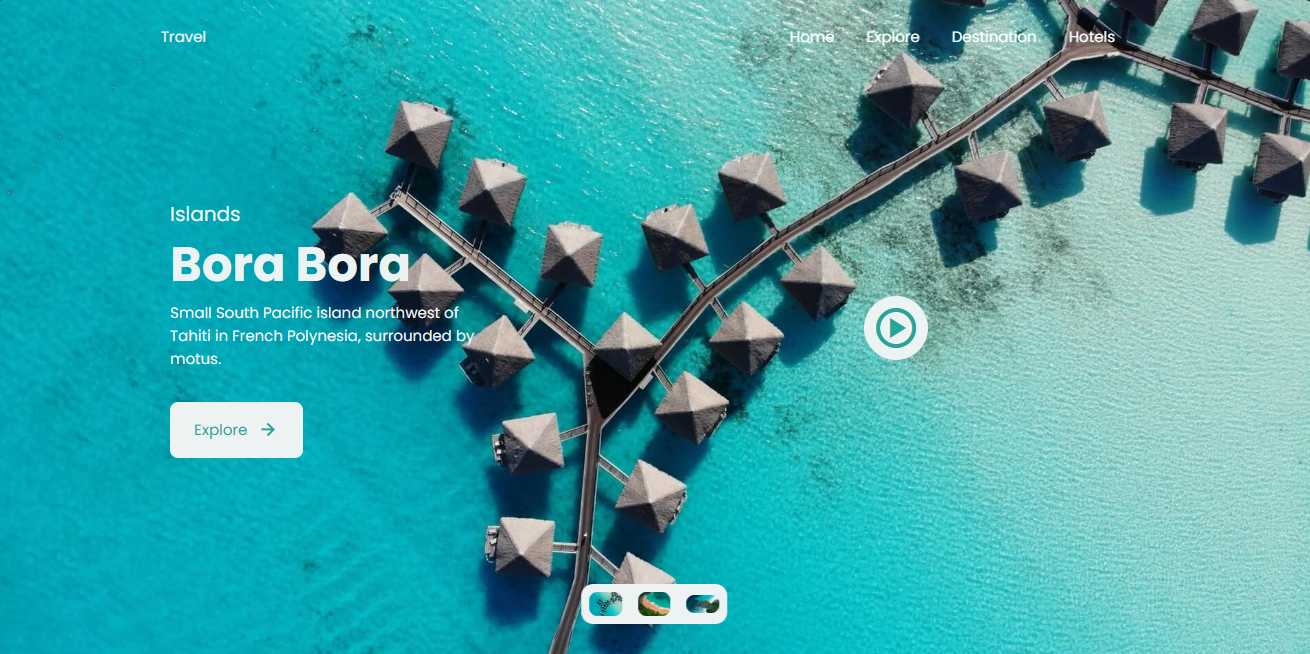 Travel
Home Explore Destination Hotels
Islands
Bora Bora
Small South Pacific island northwest of
Tahiti in French Polynesia, surrounded by
motus.
Explore